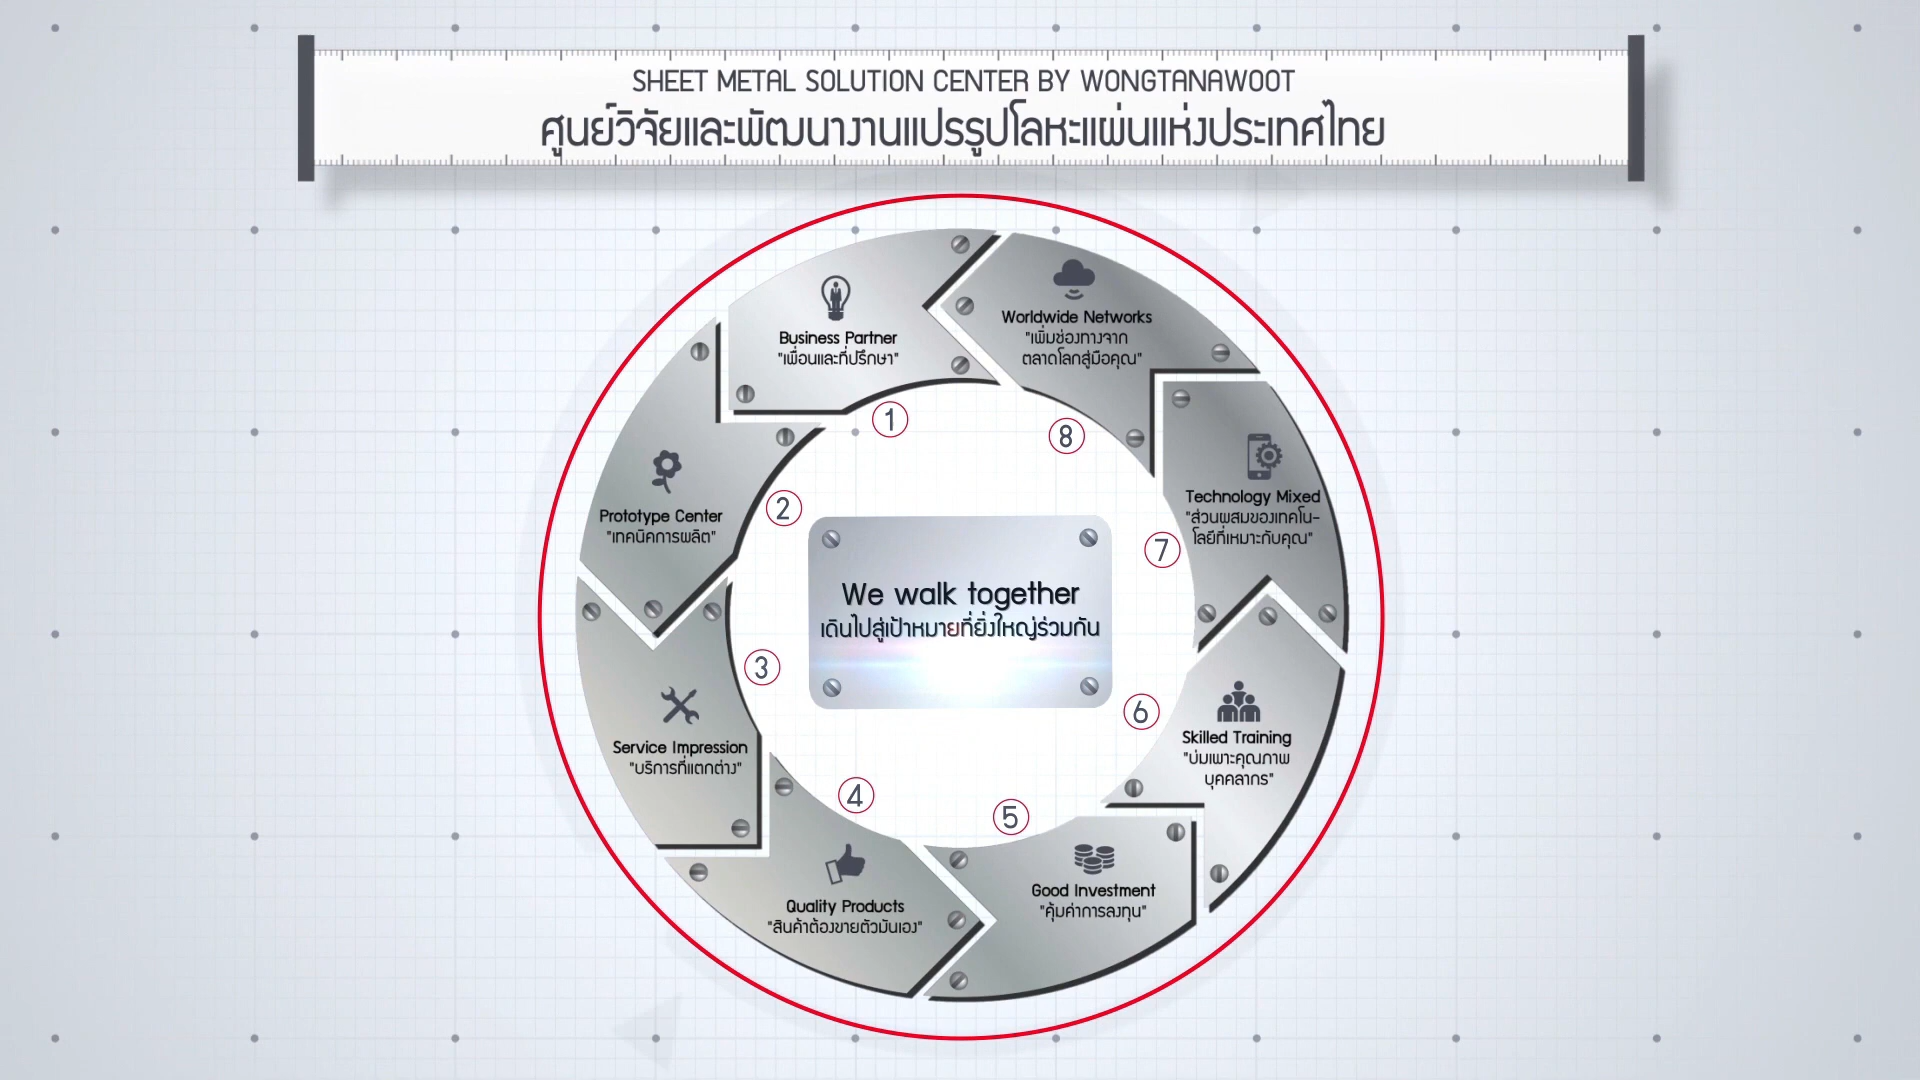 SHEET METAL SOLUTION CENTER BY WONGTANAWOOT
ศูนย์วิจัยและพัฒนางานแปรรูปโลหะแผ่นแห่งประเทศไทย
Business Partner
"เพื่อนและที่ปรึกษา"
1
Prototype Center
"เทคนิคการผลิต"
2
Service Impression
"บริการที่แตกต่าง"
3
Quality Products
"สินค้าต้องขายตัวมันเอง"
4
Good Investment
"คุ้มค่าการลงทุน"
5
Skilled Training
"บ่มเพาะคุณภาพ
บุคคลากร"
6
Technology Mixed
"ส่วนผสมของเทคโน-
โลยีที่เหมาะกับคุณ"
7
Worldwide Networks
"เพิ่มช่องทางจาก
ตลาดโลกสู่มือคุณ"
8
We walk together
เดินไปสู่เป้าหมายที่ยิ่งใหญ่ร่วมกัน